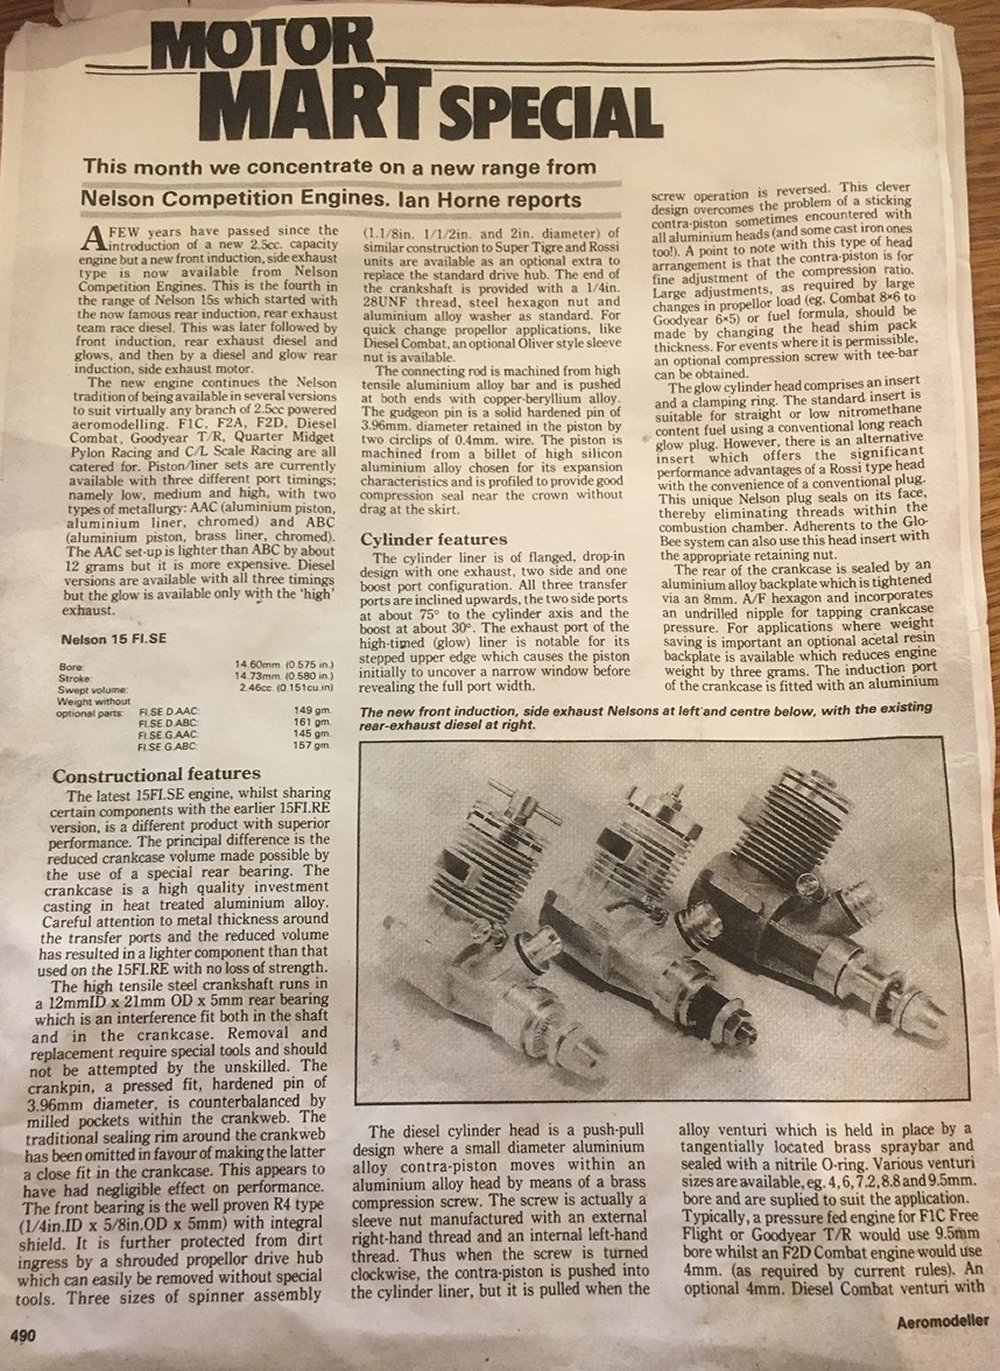 MOTOR
MART SPECIAL
This month we concentrate on a new range from
Nelson Competition Engines. Ian Horne reports
A FEW years have passed since the
introduction of a new 2.5cc. capacity
engine but a new front induction, side exhaust
type is now available from Nelson
Competition Engines. This is the fourth in
the range of Nelson 15s which started with
the now famous rear induction, rear exhaust
team race diesel. This was later followed by
front induction, rear exhaust diesel and
glows, and then by a diesel and glow rear
induction, side exhaust motor.
The new engine continues the Nelson
tradition of being available in several versions
to suit virtually any branch of 2.5cc powered
aeromodelling. F1C, F2A, F2D, Diesel
Combat, Goodyear T/R, Quarter Midget
Pylon Racing and C/L Scale Racing are all
catered for. Piston/liner sets are currently
available with three different port timings;
namely low, medium and high, with two
types of metallurgy: AAC (aluminium piston,
aluminium liner, chromed) and ABC
(aluminium piston, brass liner, chromed).
The AAC set-up is lighter than ABC by about
12 grams but it is more expensive. Diesel
versions are available with all three timings
but the glow is available only with the 'high'
exhaust.
Nelson 15 FI.SE
Bore: 14.60mm. (0.575 in.)
Stroke: 14.73mm. (0.580 in.)
Swept volume: 2.46cc. (0.151cu.in)
Weight without
optional parts: FI.SE.D.AAC: 149 gm.
FI.SE.D.ABC: 161 gm.
FI.SE.G.AAC: 145 gm.
FI.SE.G.ABC: 157 gm.
Constructional features
The latest 15FI.SE engine, whilst sharing
certain components with the earlier 15FI.RE
version, is a different product with superior
performance. The principal difference is the
reduced crankcase volume made possible by
the use of a special rear bearing. The
crankcase is a high quality investment
casting in heat treated aluminium alloy.
Careful attention to metal thickness around
the transfer ports and the reduced volume
has resulted in a lighter component than that
used on the 15FI.RE with no loss of strength.
The high tensile steel crankshaft runs in
a 12mmID x 21mm OD x 5mm rear bearing
which is an interference fit both in the shaft
and in the crankcase. Removal and
replacement require special tools and should
not be attempted by the unskilled. The
crankpin, a pressed fit, hardened pin of
3.96mm diameter, is counterbalanced by
milled pockets within the crankweb. The
traditional sealing rim around the crankweb
has been omitted in favour of making the latter
a close fit in the crankcase. This appears to
have had negligible effect on performance.
The front bearing is the well proven R4 type
(1/4in.ID x 5/8in.OD x 5mm) with integral
shield. It is further protected from dirt
ingress by a shrouded propellor drive hub
which can easily be removed without special
tools. Three sizes of spinner assembly
(1.1/8in. 1/1/2in. and 2in. diameter) of
similar construction to Super Tigre and Rossi
units are available as an optional extra to
replace the standard drive hub. The end of
the crankshaft is provided with a 1/4in.
28UNF thread, steel hexagon nut and
aluminium alloy washer as standard. For
quick change propellor applications, like
Diesel Combat, an optional Oliver style sleeve
nut is available.
The connecting rod is machined from high
tensile aluminium alloy bar and is pushed
at both ends with copper-beryllium alloy.
The gudgeon pin is a solid hardened pin of
3.96mm. diameter retained in the piston by
two circlips of 0.4mm. wire. The piston is
machined from a billet of high silicon
aluminium alloy chosen for its expansion
characteristics and is profiled to provide good
compression seal near the crown without
drag at the skirt.
Cylinder features
The cylinder liner is of flanged, drop-in
design with one exhaust, two side and one
boost port configuration. All three transfer
ports are inclined upwards, the two side ports
at about 75° to the cylinder axis and the
boost at about 30°. The exhaust port of the
high-timed (glow) liner is notable for its
stepped upper edge which causes the piston
initially to uncover a narrow window before
revealing the full port width.
screw operation is reversed. This clever
design overcomes the problem of a sticking
contra-piston sometimes encountered with
all aluminium heads (and some cast iron ones
too!). A point to note with this type of head
arrangement is that the contra-piston is for
fine adjustment of the compression ratio.
Large adjustments, as required by large
changes in propellor load (eg. Combat 8×6 to
Goodyear 6×5) or fuel formula, should be
made by changing the head shim pack
thickness. For events where it is permissible,
an optional compression screw with tee-bar
can be obtained.
The glow cylinder head comprises an insert
and a clamping ring. The standard insert is
suitable for straight or low nitromethane
content fuel using a conventional long reach
glow plug. However, there is an alternative
insert which offers the significant
performance advantages of a Rossi type head
with the convenience of a conventional plug.
This unique Nelson plug seals on its face,
thereby eliminating threads within the
combustion chamber. Adherents to the Glo-
Bee system can also use this head insert with
the appropriate retaining nut.
The rear of the crankcase is sealed by an
aluminium alloy backplate which is tightened
via an 8mm. A/F hexagon and incorporates
an undrilled nipple for tapping crankcase
pressure. For applications where weight
saving is important an optional acetal resin
backplate is available which reduces engine
weight by three grams. The induction port
of the crankcase is fitted with an aluminium
The new front induction, side exhaust Nelsons at left and centre below, with the existing
rear-exhaust diesel at right.
The diesel cylinder head is a push-pull
design where a small diameter aluminium
alloy contra-piston moves within an
aluminium alloy head by means of a brass
compression screw. The screw is actually a
sleeve nut manufactured with an external
right-hand thread and an internal left-hand
thread. Thus when the screw is turned
clockwise, the contra-piston is pushed into
the cylinder liner, but it is pulled when the
alloy venturi which is held in place by a
tangentially located brass spraybar and
sealed with a nitrile O-ring. Various venturi
sizes are available, eg. 4, 6, 7.2, 8.8 and 9.5mm.
bore and are suplied to suit the application.
Typically, a pressure fed engine for F1C Free
Flight or Goodyear T/R would use 9.5mm
bore whilst an F2D Combat engine would use
4mm. (as required by current rules). An
optional 4mm. Diesel Combat venturi with
490
Aeromodeller